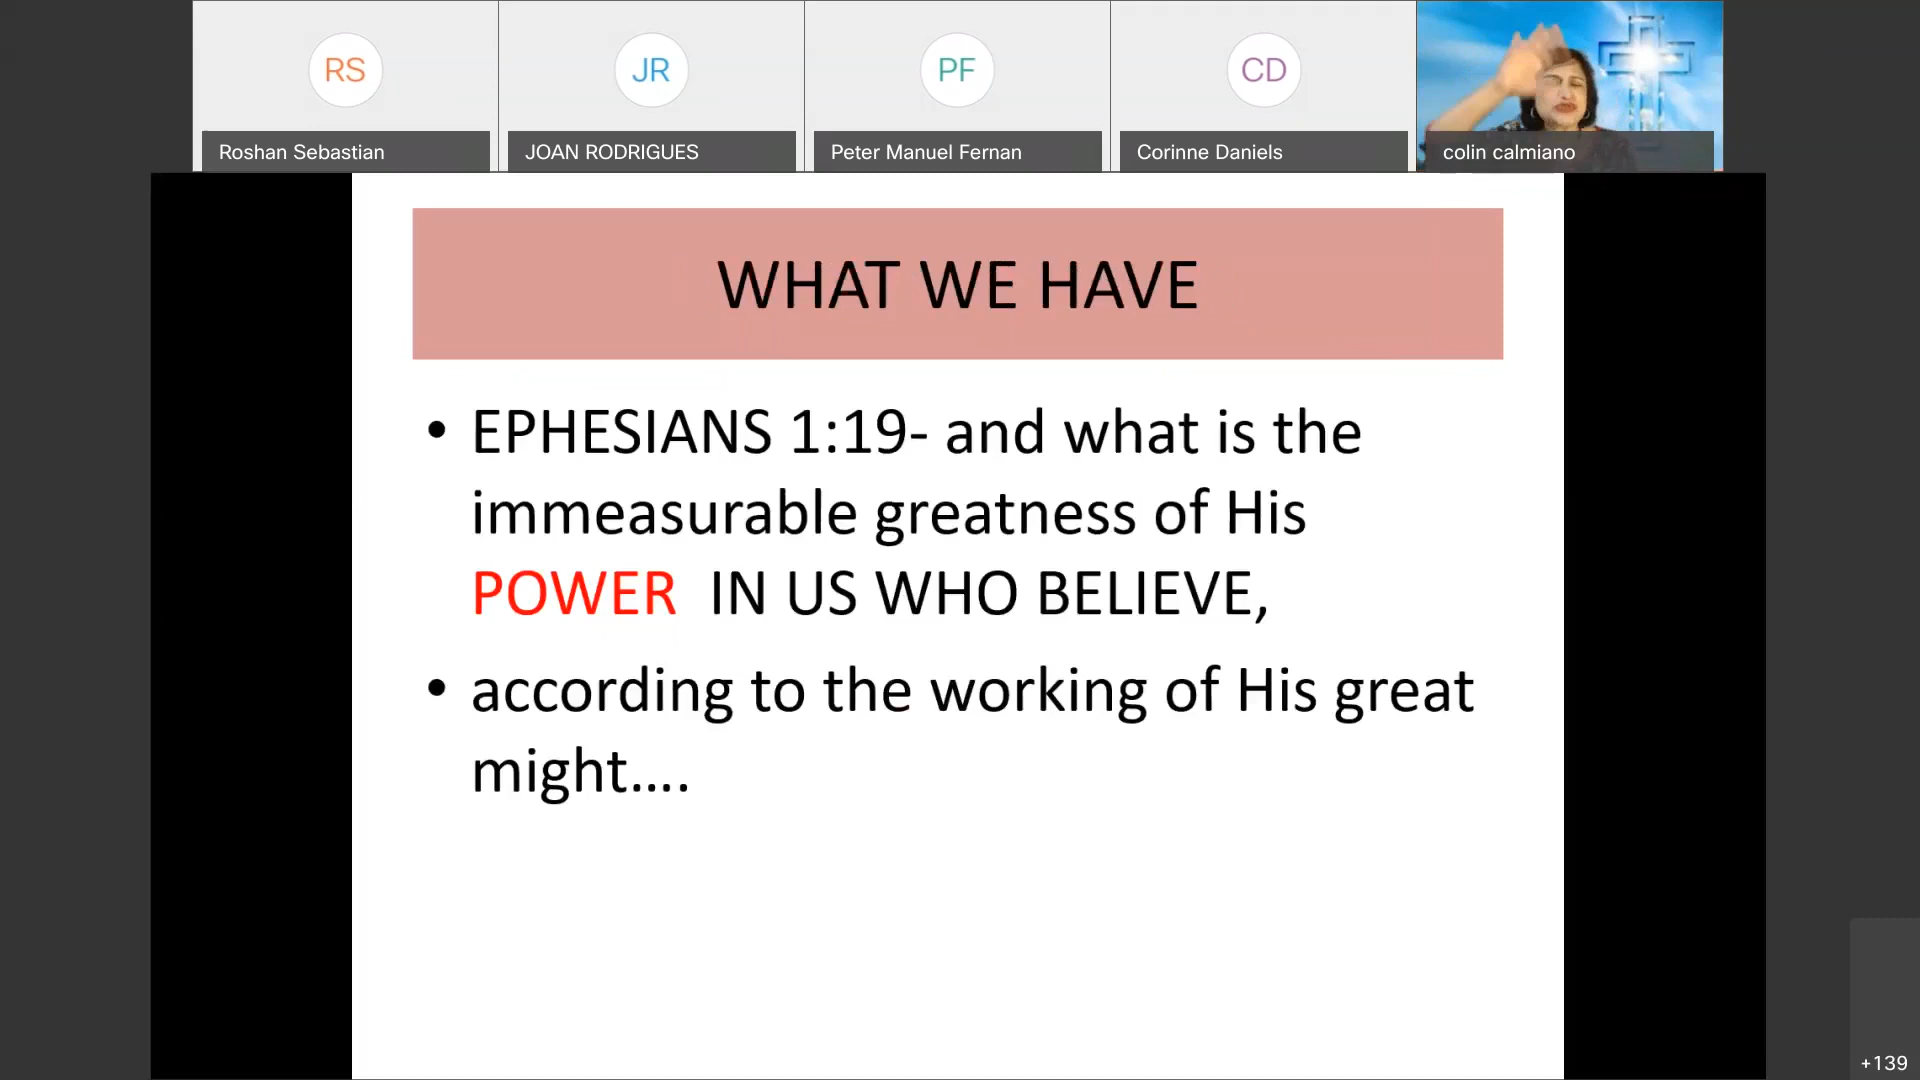 RS
JR
PF
CD
Roshan Sebastian
JOAN RODRIGUES
Peter Manuel Fernan
Corinne Daniels
colin calmiano
WHAT WE HAVE
• EPHESIANS 1:19- and what is the
immeasurable greatness of His
POWER  IN US WHO BELIEVE,
• according to the working of His great
might....
+139